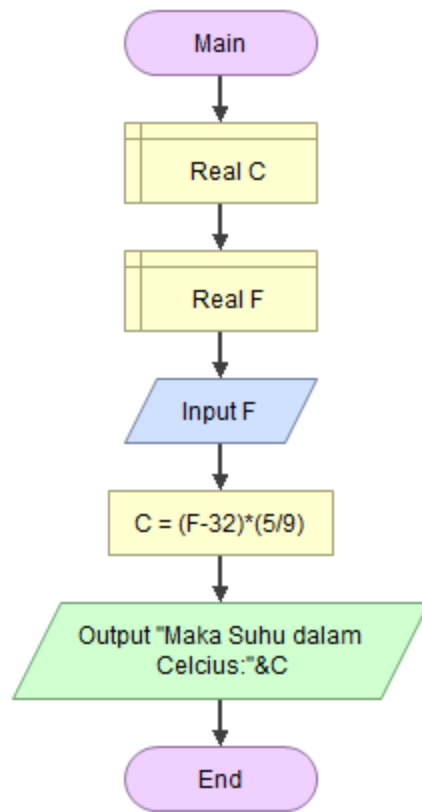 Main
Real C
Real F
Input F
C = (F-32)*(5/9)
Output "Maka Suhu dalam
Celcius:"&C
End